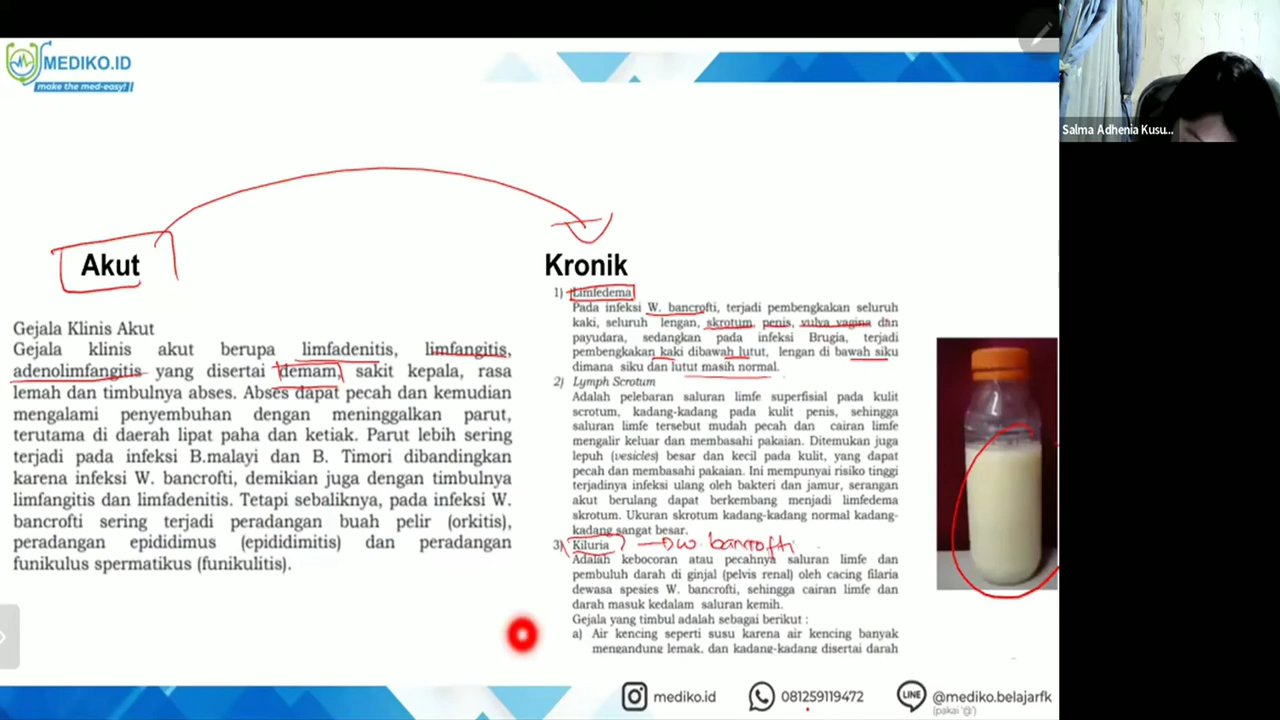 MEDIKO.ID
make the med-easy!
Salma Adhenia Kusu...
Akut
Gejala Klinis Akut
Gejala klinis akut berupa limfadenitis, limfangitis,
adenolimfangitis yang disertai demam, sakit kepala, rasa
lemah dan timbulnya abses. Abses dapat pecah dan kemudian
mengalami penyembuhan dengan meninggalkan parut,
terutama di daerah lipat paha dan ketiak. Parut lebih sering
terjadi pada infeksi B.malayi dan B. Timori dibandingkan
karena infeksi W. bancrofti, demikian juga dengan timbulnya
limfangitis dan limfadenitis. Tetapi sebaliknya, pada infeksi W.
bancrofti sering terjadi peradangan buah pelir (orkitis),
peradangan epididimus (epididimitis) dan peradangan
funikulus spermatikus (funikulitis).
Kronik
1) Limfedema
Pada infeksi W. bancrofti, terjadi pembengkakan seluruh
kaki, seluruh lengan, skrotum, penis, vulva vagina dan
payudara, sedangkan pada infeksi Brugia, terjadi
pembengkakan kaki dibawah lutut, lengan di bawah siku
dimana siku dan lutut masih normal.
2) Lymph Scrotum
Adalah pelebaran saluran limfe superfisial pada kulit
scrotum, kadang-kadang pada kulit penis, sehingga
saluran limfe tersebut mudah pecah dan cairan limfe
mengalir keluar dan membasahi pakaian. Ditemukan juga
lepuh (vesicles) besar dan kecil pada kulit, yang dapat
pecah dan membasahi pakaian. Ini mempunyai risiko tinggi
terjadinya infeksi ulang oleh bakteri dan jamur, serangan
akut berulang dapat berkembang menjadi limfedema
skrotum. Ukuran skrotum kadang-kadang normal kadang-
kadang sangat besar.
3) Kiluria bancrofti
Adalah kebocoran atau pecahnya saluran limfe dan
pembuluh darah di ginjal (pelvis renal) oleh cacing filaria
dewasa spesies W. bancrofti, sehingga cairan limfe dan
darah masuk kedalam saluran kemih.
Gejala yang timbul adalah sebagai berikut :
a) Air kencing seperti susu karena air kencing banyak
mengandung lemak, dan kadang-kadang disertai darah
mediko.id
081259119472
LINE
@mediko.belajarfk
(pakai '@')